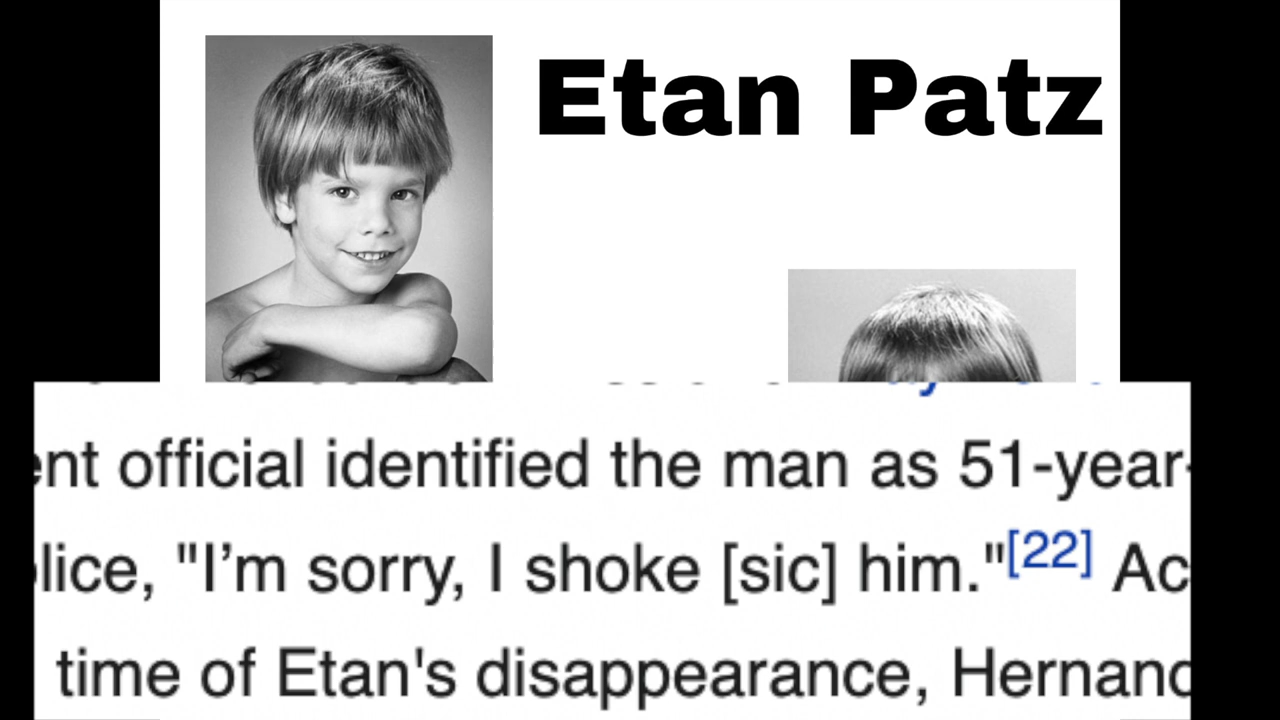 Etan Patz
ent official identified the man as 51-year-
lice, "I’m sorry, I shoke [sic] him."[22] Ac
time of Etan's disappearance, Hernanc